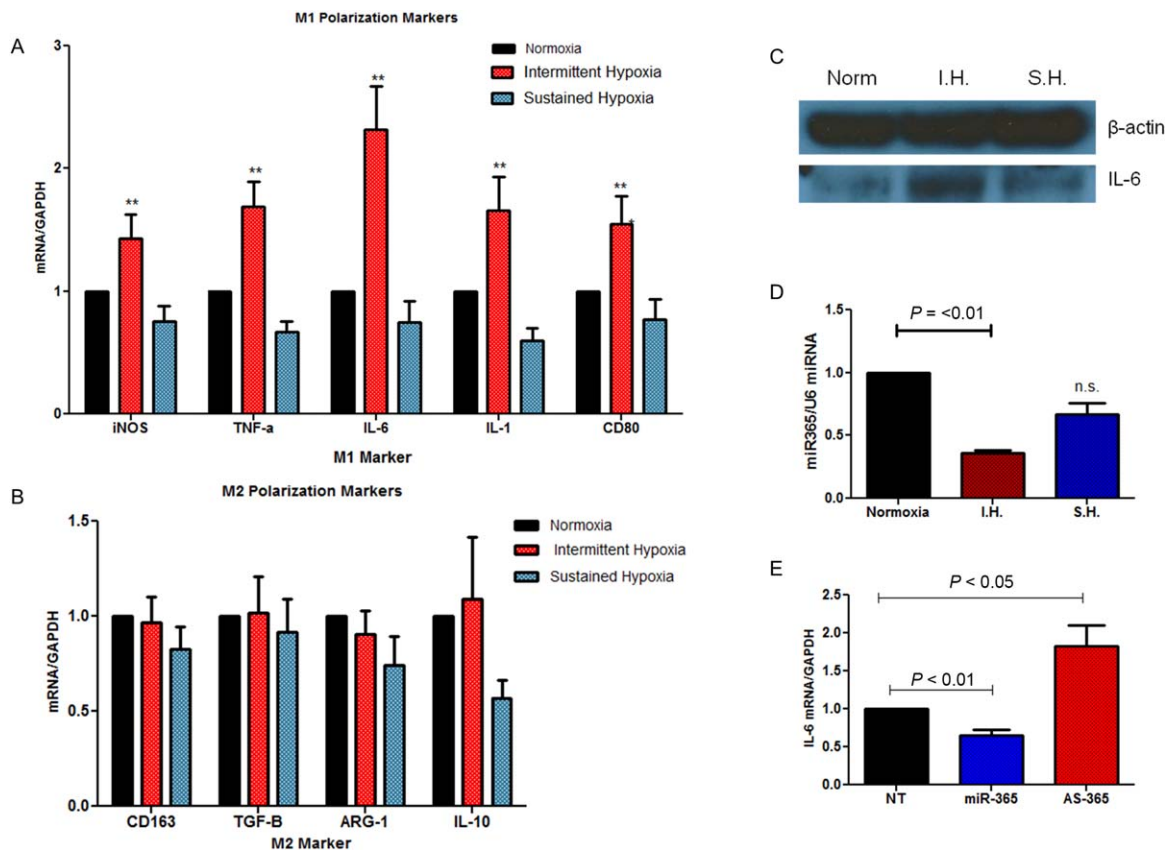 M1 Polarization Markers
A
3
2
1
0
mRNA/GAPDH
Normoxia
Intermittent Hypoxia
Sustained Hypoxia
**
**
**
**
**
*
iNOS
TNF-a
IL-6
IL-1
CD80
M1 Marker
B
M2 Polarization Markers
1.5
1.0
0.5
0.0
mRNA/GAPDH
Normoxia
Intermittent Hypoxia
Sustained Hypoxia
CD163
TGF-B
ARG-1
IL-10
M2 Marker
C
Norm I.H. S.H.
β-actin
IL-6
D
P = <0.01
n.s.
1.5
1.0
0.5
0.0
miR365/U6 miRNA
Normoxia
I.H.
S.H.
E
P < 0.05
P < 0.01
2.5
2.0
1.5
1.0
0.5
0.0
IL-6 mRNA/GAPDH
NT
miR-365
AS-365